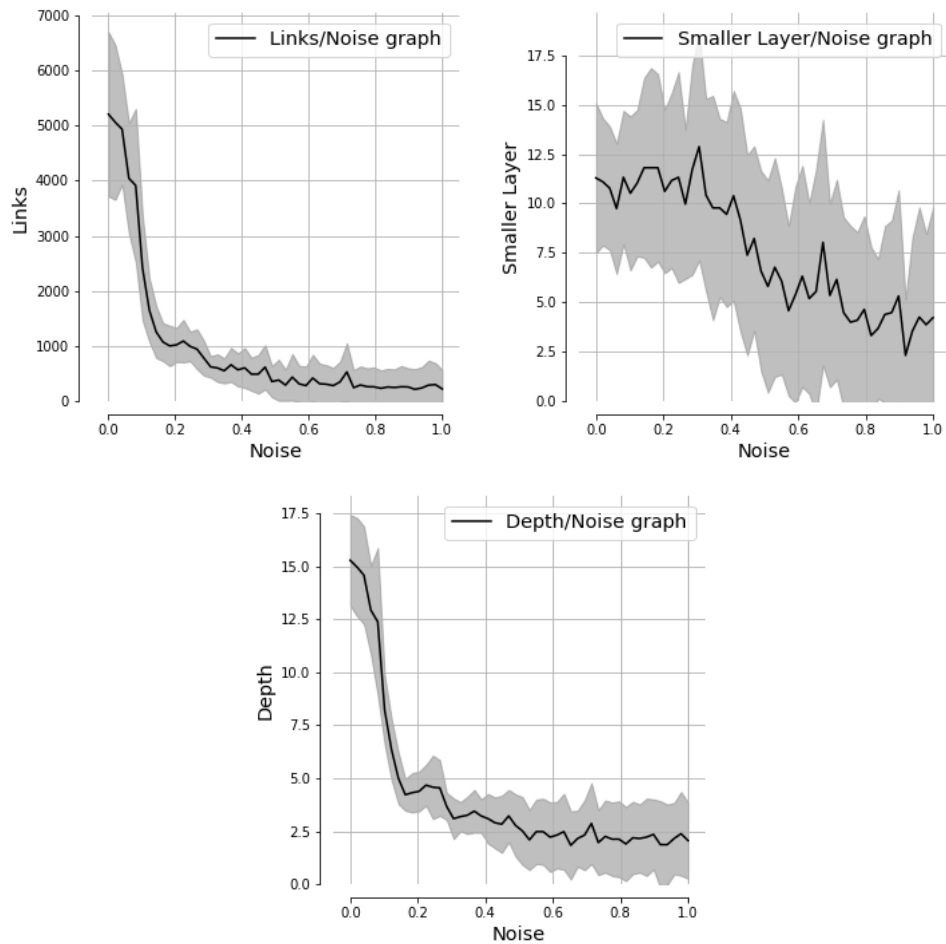 Links/Noise graph
7000
6000
5000
4000
3000
2000
1000
0
Links
0.0 0.2 0.4 0.6 0.8 1.0
Noise
Smaller Layer/Noise graph
17.5
15.0
12.5
10.0
7.5
5.0
2.5
0.0
Smaller Layer
0.0 0.2 0.4 0.6 0.8 1.0
Noise
Depth/Noise graph
17.5
15.0
12.5
10.0
7.5
5.0
2.5
0.0
Depth
0.0 0.2 0.4 0.6 0.8 1.0
Noise